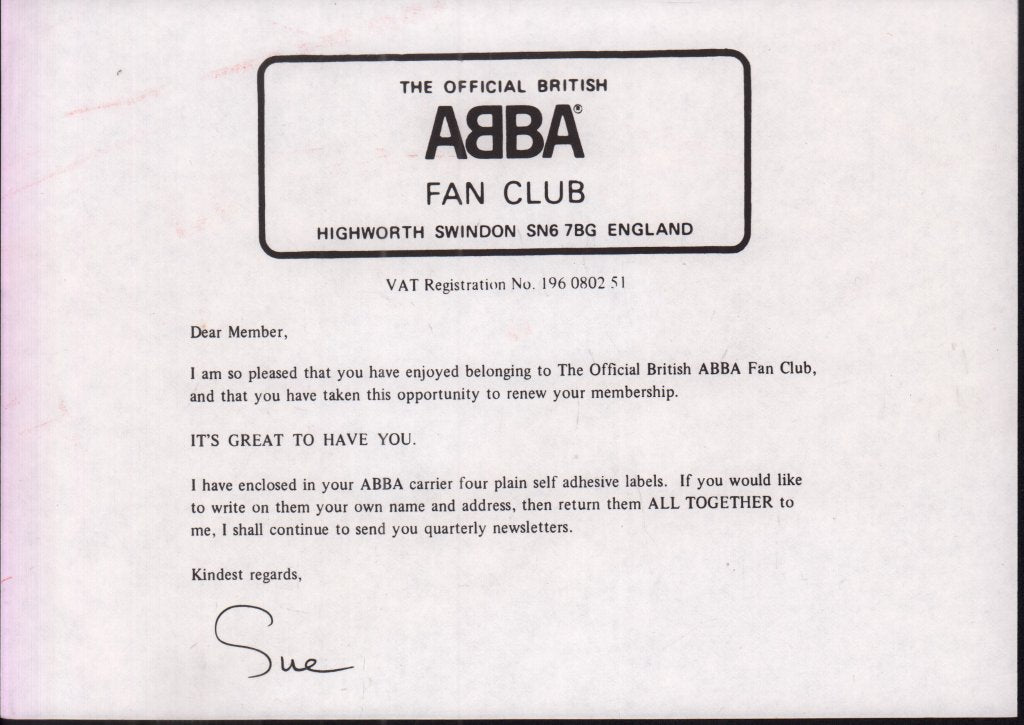 THE OFFICIAL BRITISH
ABBA®
FAN CLUB
HIGHWORTH SWINDON SN6 7BG ENGLAND
VAT Registration No. 196 0802 51
Dear Member,
I am so pleased that you have enjoyed belonging to The Official British ABBA Fan Club,
and that you have taken this opportunity to renew your membership.
IT'S GREAT TO HAVE YOU.
I have enclosed in your ABBA carrier four plain self adhesive labels. If you would like
to write on them your own name and address, then return them ALL TOGETHER to
me, I shall continue to send you quarterly newsletters.
Kindest regards,
Sue